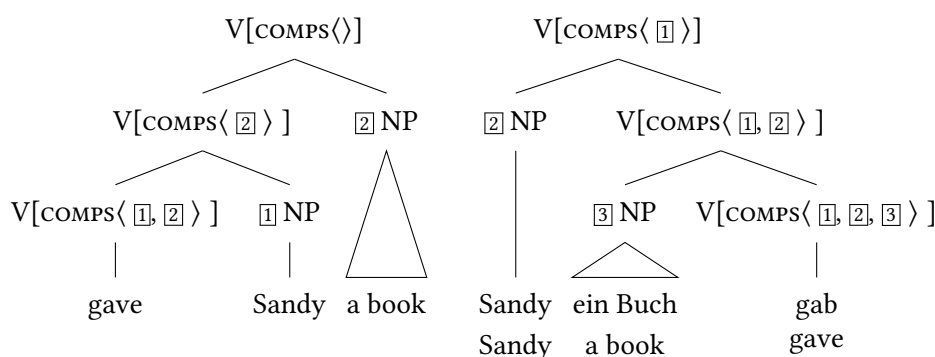 V[COMPS⟨⟩] V[COMPS⟨ 1 ⟩]
V[COMPS⟨ 2 ⟩ ] 2 NP 2 NP V[COMPS⟨ 1, 2 ⟩]
V[COMPS⟨ 1, 2 ⟩ ] 1 NP 3 NP V[COMPS⟨ 1, 2, 3 ⟩ ]
gave Sandy a book Sandy ein Buch gab
Sandy a book gave